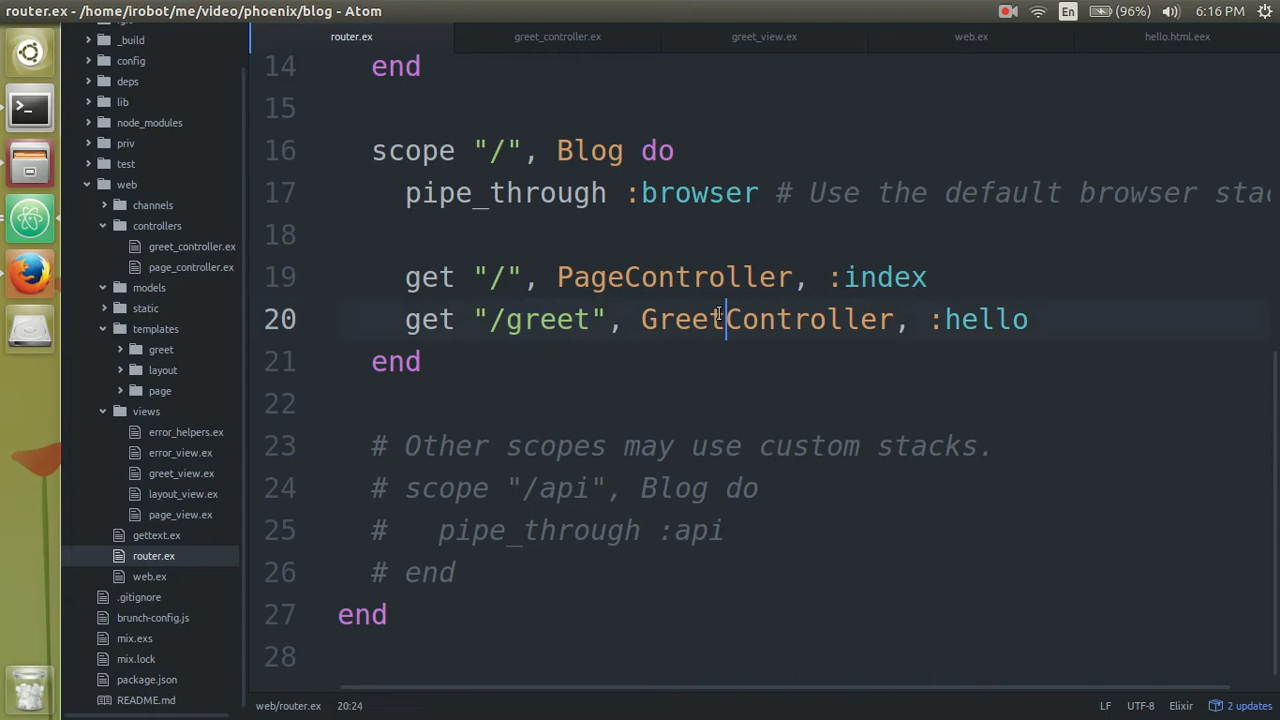 router.ex - /home/irobot/me/video/phoenix/blog - Atom
En
(96%)
6:16 PM
_build
config
deps
lib
node_modules
priv
test
web
channels
controllers
greet_controller.ex
page_controller.ex
models
static
templates
greet
layout
page
views
error_helpers.ex
error_view.ex
greet_view.ex
layout_view.ex
page_view.ex
gettext.ex
router.ex
web.ex
.gitignore
brunch-config.js
mix.exs
mix.lock
package.json
README.md
router.ex
greet_controller.ex
greet_view.ex
web.ex
hello.html.eex
14 end
15
16 scope "/", Blog do
17 pipe_through :browser # Use the default browser stac
18
19 get "/", PageController, :index
20 get "/greet", GreetController, :hello
21 end
22
23 # Other scopes may use custom stacks.
24 # scope "/api", Blog do
25 # pipe_through :api
26 # end
27 end
28
web/router.ex 20:24
LF UTF-8 Elixir 2 updates